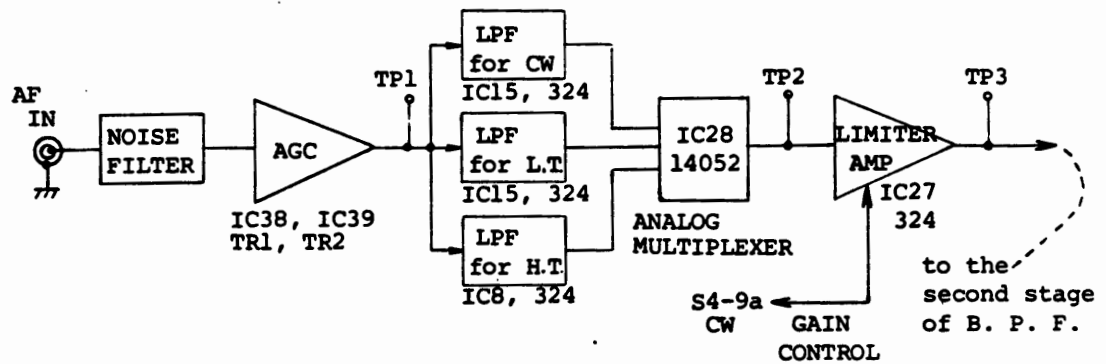 AF
IN
NOISE
FILTER
AGC
IC38, IC39
TR1, TR2
TP1
LPF
for CW
IC15, 324
LPF
for L.T.
IC15, 324
LPF
for H.T.
IC8, 324
IC28
14052
ANALOG
MULTIPLEXER
TP2
LIMITER
AMP
IC27
324
TP3
S4-9a
CW
GAIN
CONTROL
to the
second stage
of B. P. F.